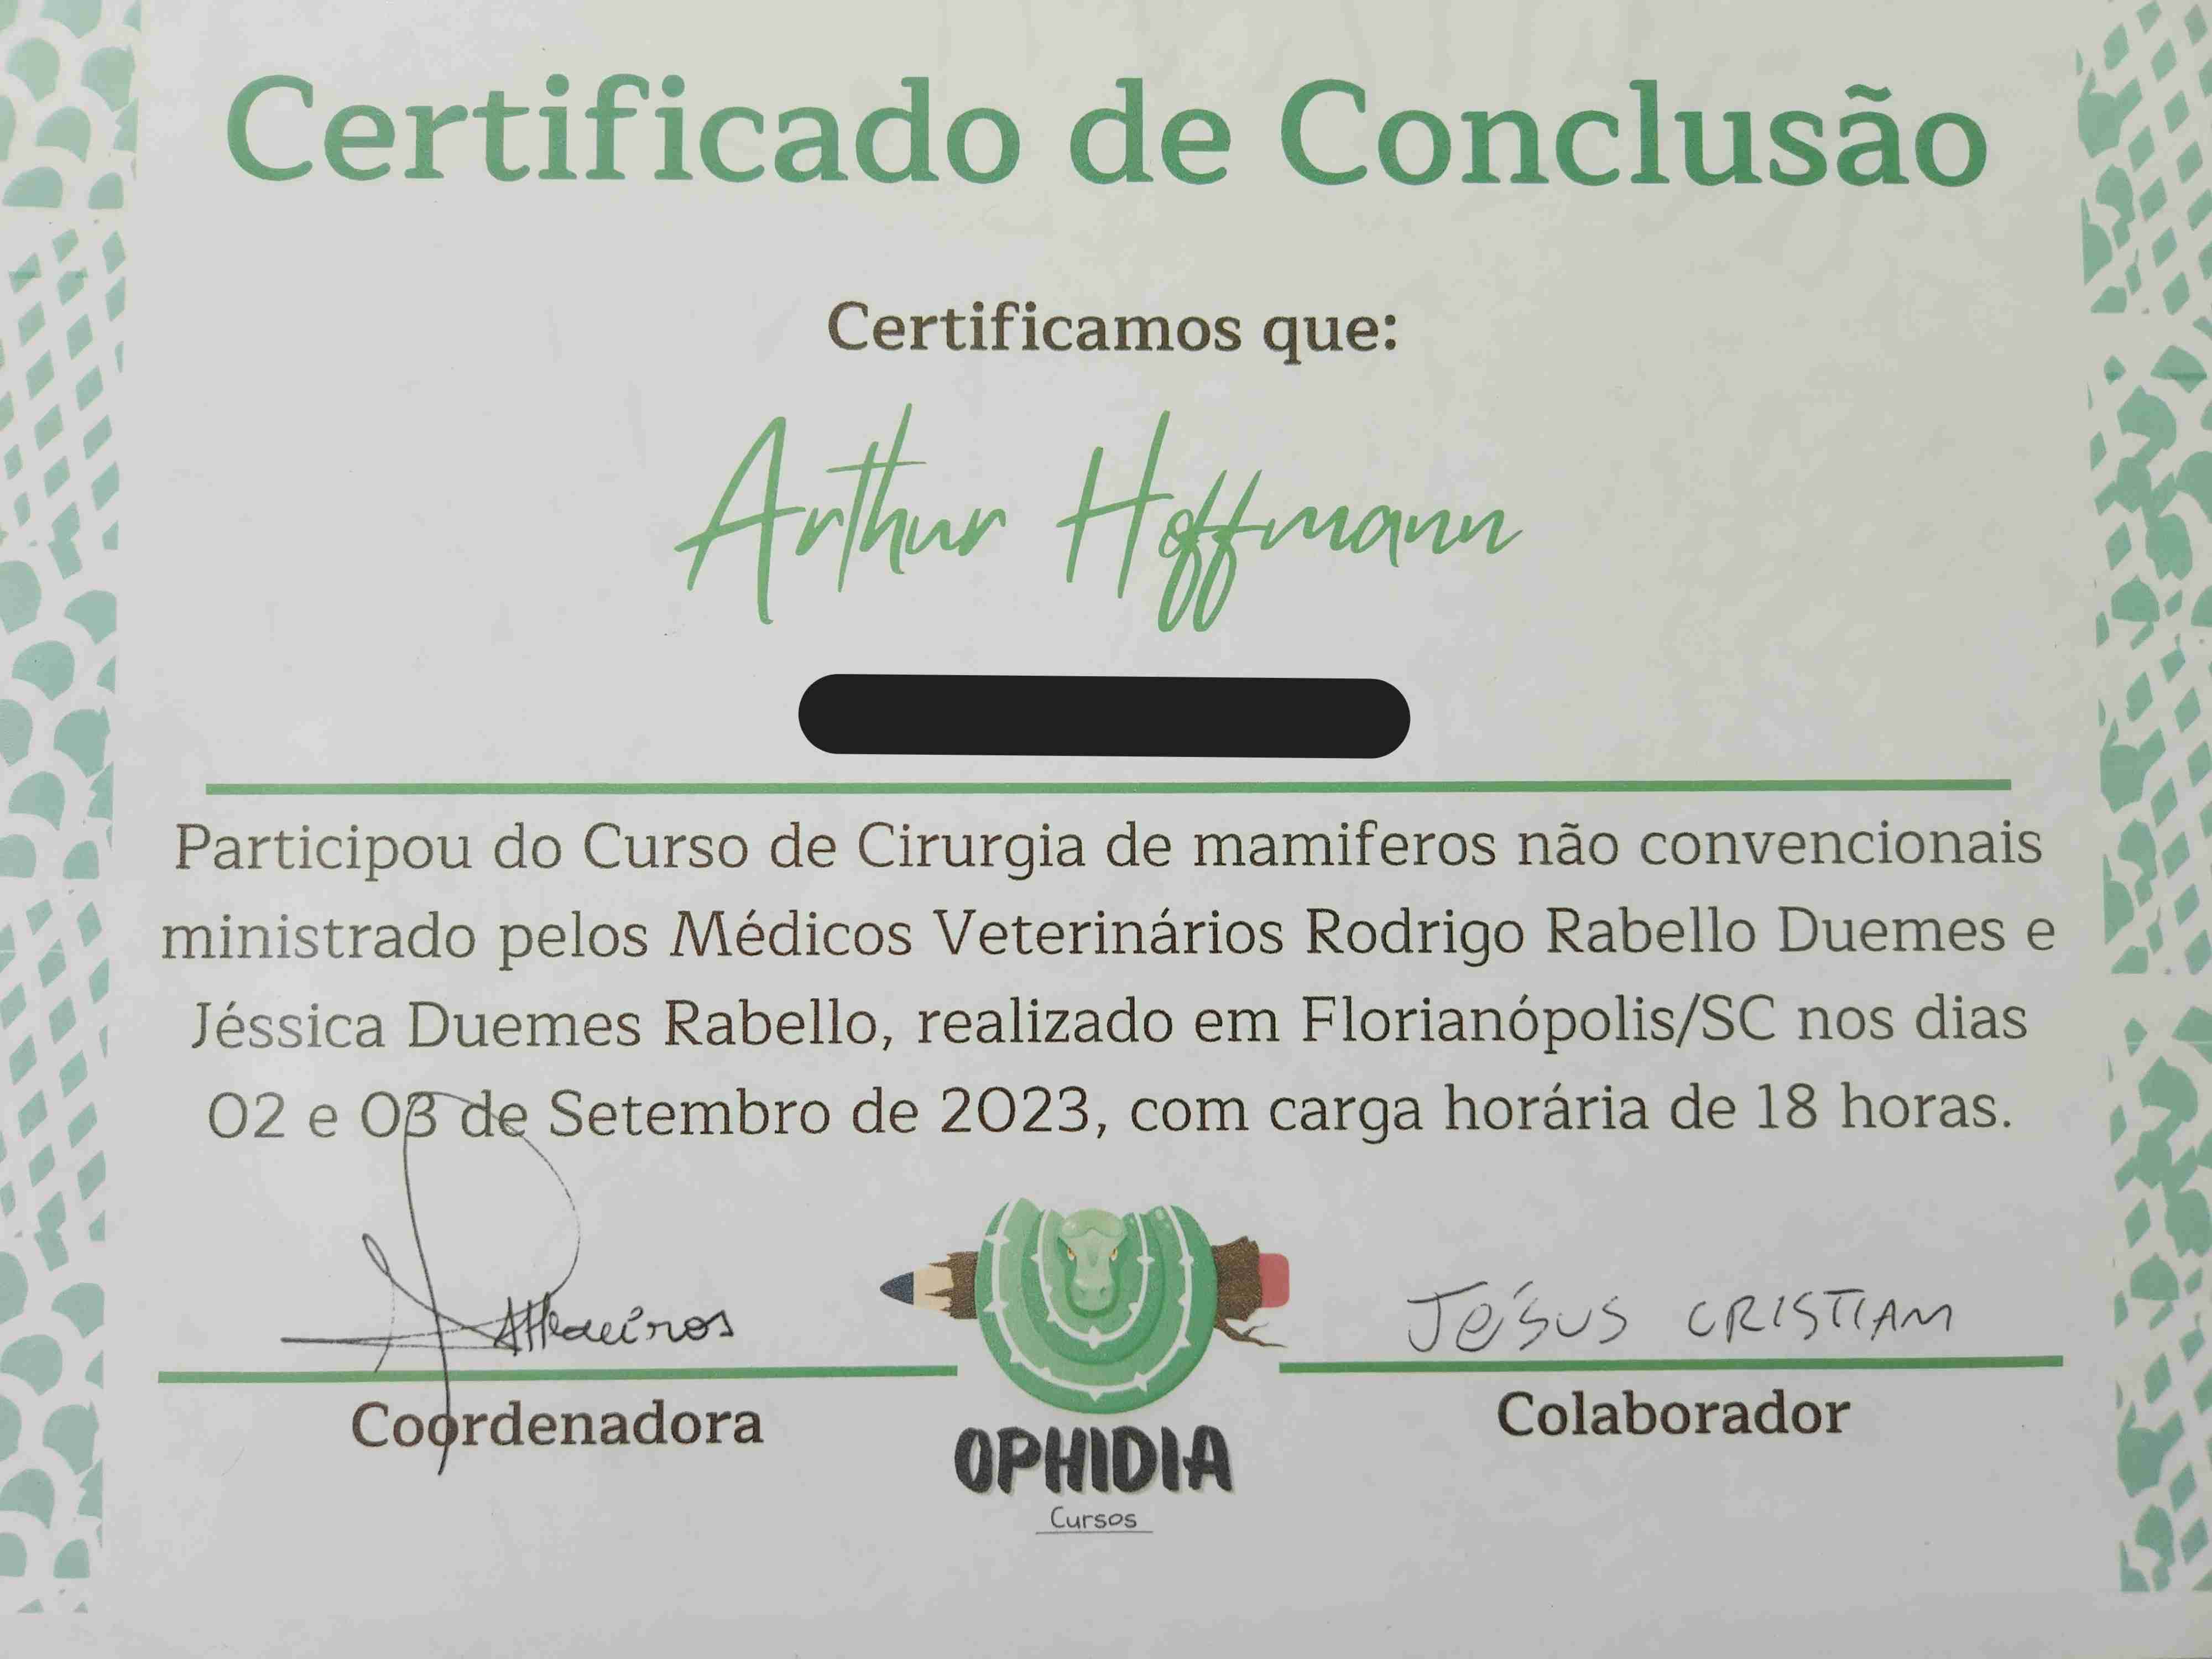 Certificado de Conclusão
Certificamos que:
Arthur Hoffmann
Participou do Curso de Cirurgia de mamiferos não convencionais
ministrado pelos Médicos Veterinários Rodrigo Rabello Duemes e
Jéssica Duemes Rabello, realizado em Florianópolis/SC nos dias
02 e 03 de Setembro de 2023, com carga horária de 18 horas.
JESUS CRISTIAM
Coordenadora
Colaborador
OPHIDIA
Cursos